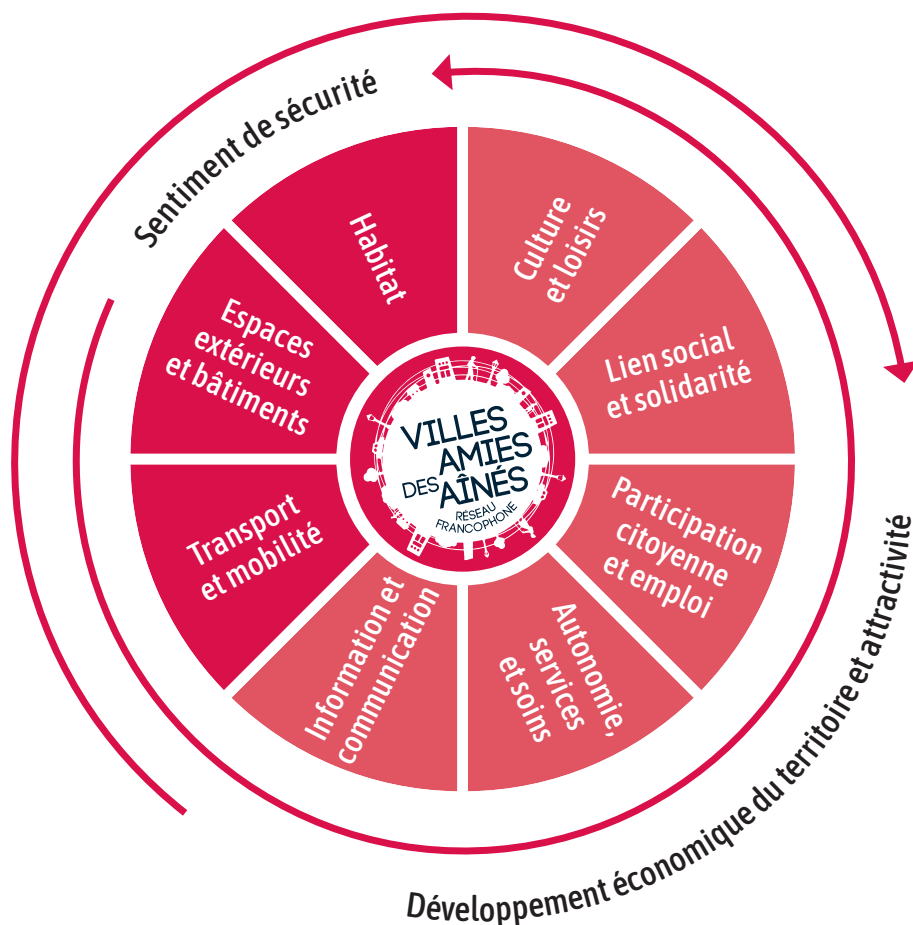 Sentiment de sécurité
Habitat
Culture
et loisirs
Espaces
extérieurs
et bâtiments
Lien social
et solidarité
VILLES
AMIES
DES AÎNÉS
RÉSEAU
FRANCOPHONE
Transport
et mobilité
Participation
citoyenne
et emploi
Information et
communication
Autonomie,
services
et soins
Développement économique du territoire et attractivité